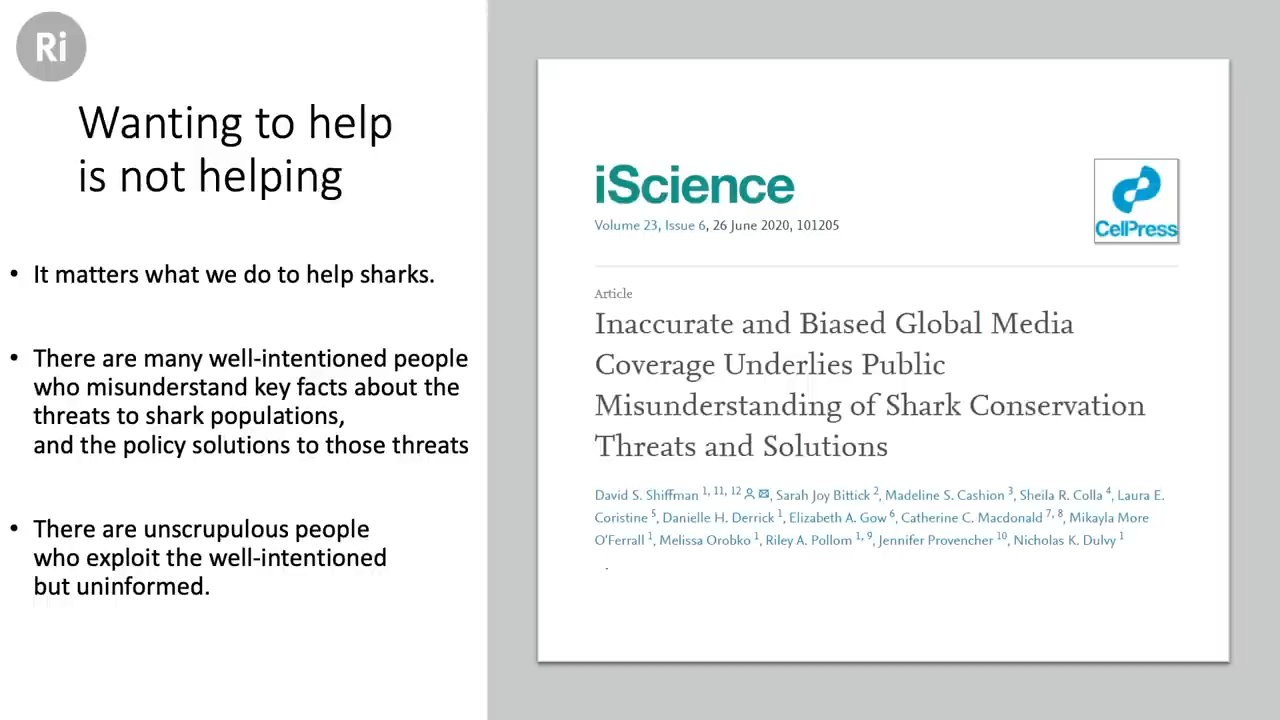 Ri
Wanting to help
is not helping
• It matters what we do to help sharks.
• There are many well-intentioned people
who misunderstand key facts about the
threats to shark populations,
and the policy solutions to those threats
• There are unscrupulous people
who exploit the well-intentioned
but uninformed.
iScience
CellPress
Volume 23, Issue 6, 26 June 2020, 101205
Article
Inaccurate and Biased Global Media
Coverage Underlies Public
Misunderstanding of Shark Conservation
Threats and Solutions
David S. Shiffman 1, 11, 12, Sarah Joy Bittick 2, Madeline S. Cashion 3, Sheila R. Colla 4, Laura E.
Coristine 5, Danielle H. Derrick 1, Elizabeth A. Gow 6, Catherine C. Macdonald 7, 8, Mikayla More
O'Ferrall 1, Melissa Orobko 1, Riley A. Pollom 1, 9, Jennifer Provencher 10, Nicholas K. Dulvy 1